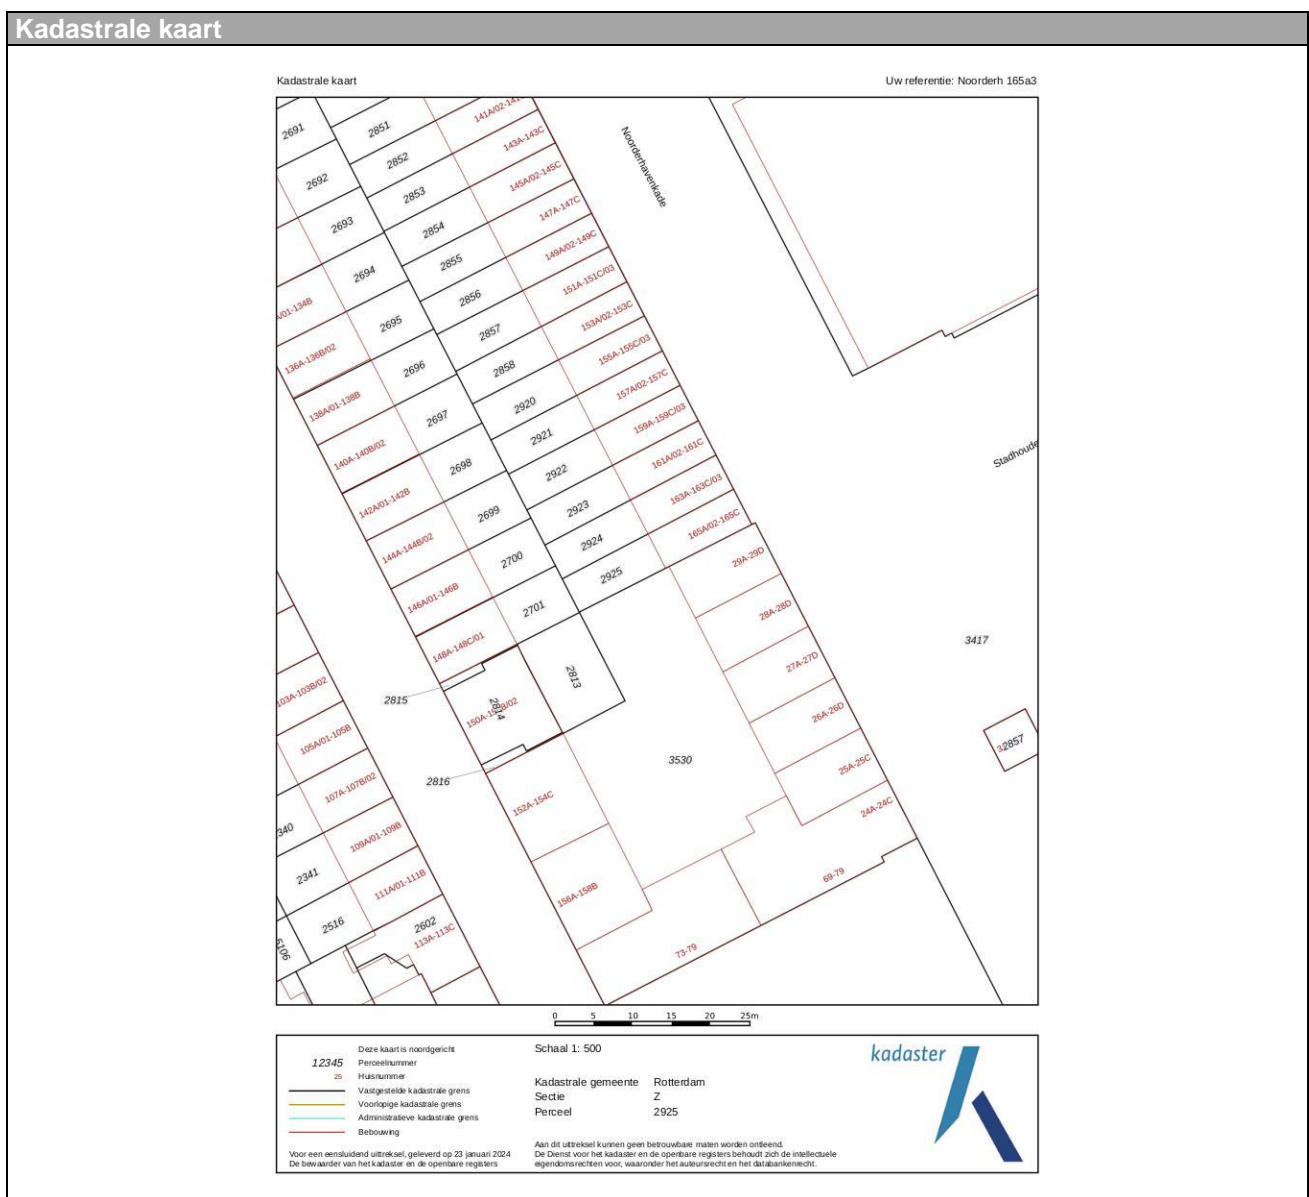 Kadastrale kaart
Kadastrale kaart
Uw referentie: Noorderh 165a3
2691
2851
141A/02-141
2692
2852
143A-143C
Noorderhavenkade
2693
2853
145A/02-145C
2694
2854
147A-147C
/01-134B
2855
149A/02-149C
2695
2856
151A-151C/03
136A-136B/02
2857
153A/02-153C
2696
2858
155A-155C/03
138A/01-138B
2697
2920
157A/02-157C
140A-140B/02
2921
159A-159C/03
2698
2922
161A/02-161C
Stadhoude
142A/01-142B
2699
2923
163A-163C/03
144A-144B/02
2700
2924
165A/02-165C
146A/01-146B
2701
2925
29A-29D
148A-148C/01
28A-28D
3417
103A-103B/02
2815
2813
27A-27D
2814
105A/01-105B
26A-26D
2857
2816
3530
25A-25C
107A-107B/02
152A-154C
24A-24C
340
109A/01-109B
2341
111A/01-111B
156A-158B
69-79
2516
2602
113A-113C
5106
73-79
0 5 10 15 20 25m
Deze kaart is noordgericht
12345 Perceelnummer
25 Huisnummer
Vastgestelde kadastrale grens
Voorlopige kadastrale grens
Administratieve kadastrale grens
Bebouwing
Voor een eensluidend uittreksel, geleverd op 23 januari 2024
De bewaarder van het kadaster en de openbare registers
Schaal 1: 500
Kadastrale gemeente Rotterdam
Sectie Z
Perceel 2925
Aan dit uittreksel kunnen geen betrouwbare maten worden ontleend.
De Dienst voor het kadaster en de openbare registers behoudt zich de intellectuele
eigendomsrechten voor, waaronder het auteursrecht en het databankenrecht.
kadaster